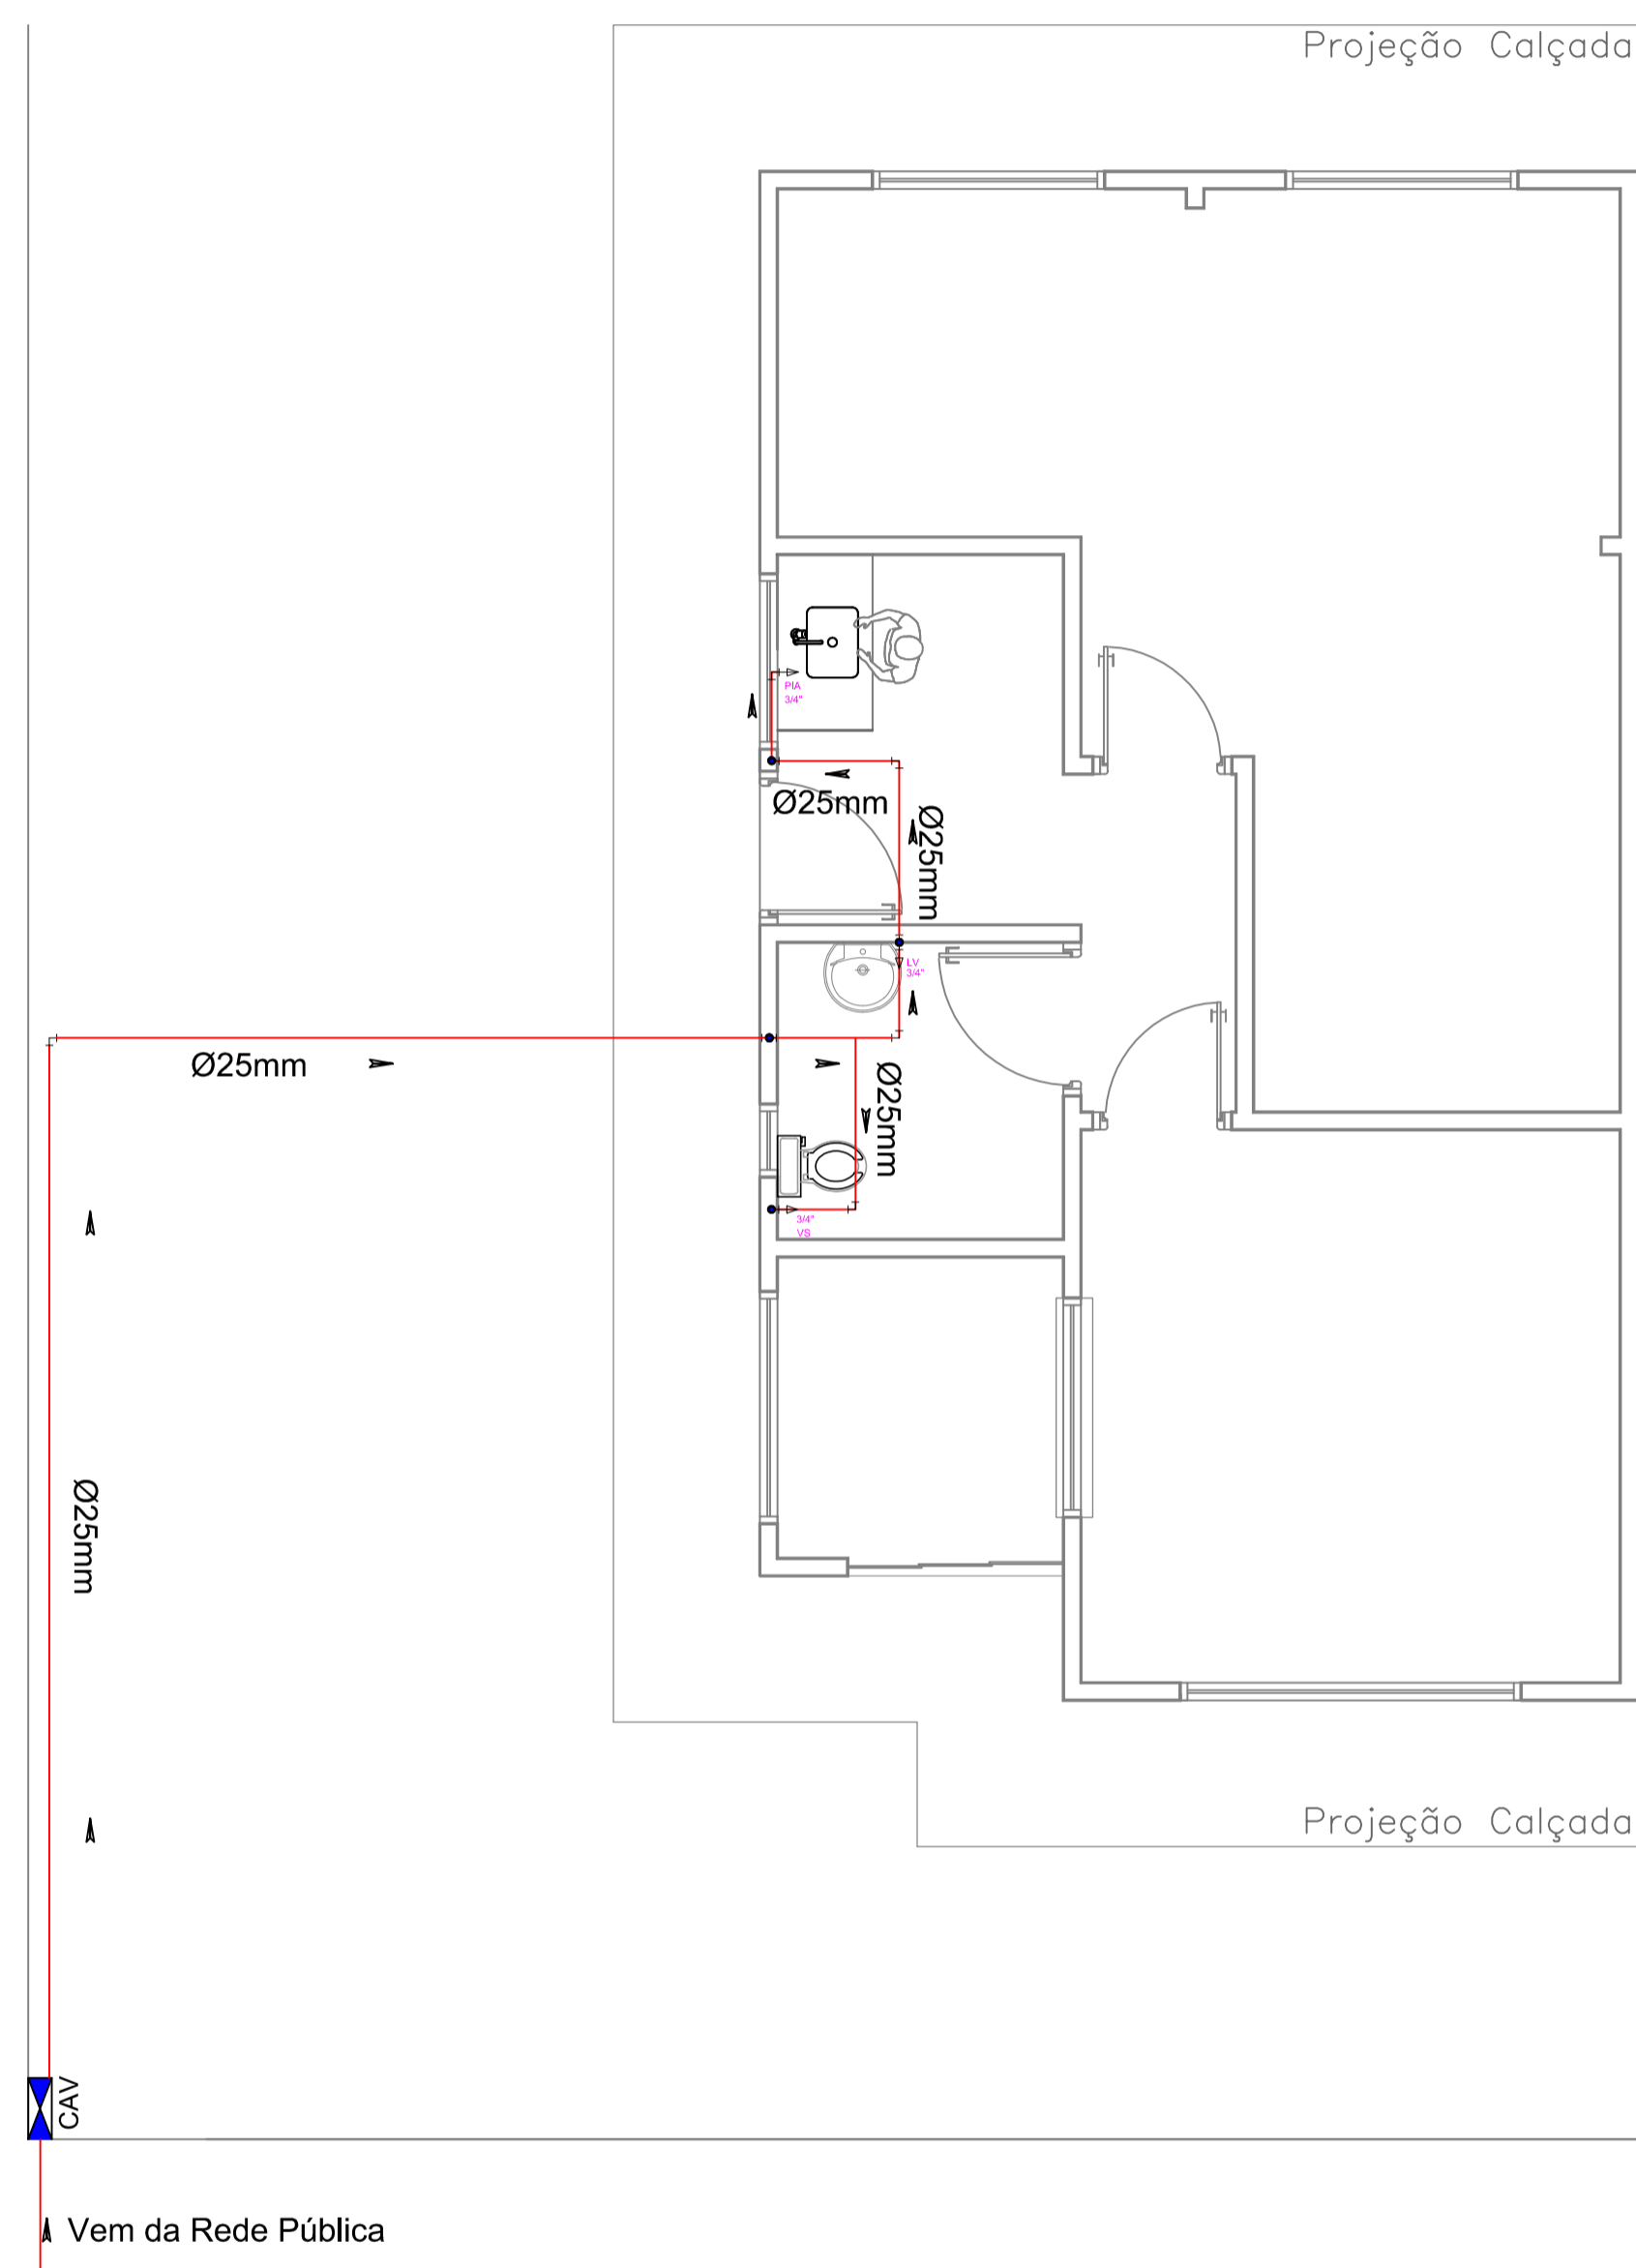 Projeção Calçada
PIA
3/4"
Ø25mm
Ø25mm
LV
3/4"
Ø25mm
Ø25mm
3/4"
VS
Ø25mm
Projeção Calçada
CAV
Vem da Rede Pública